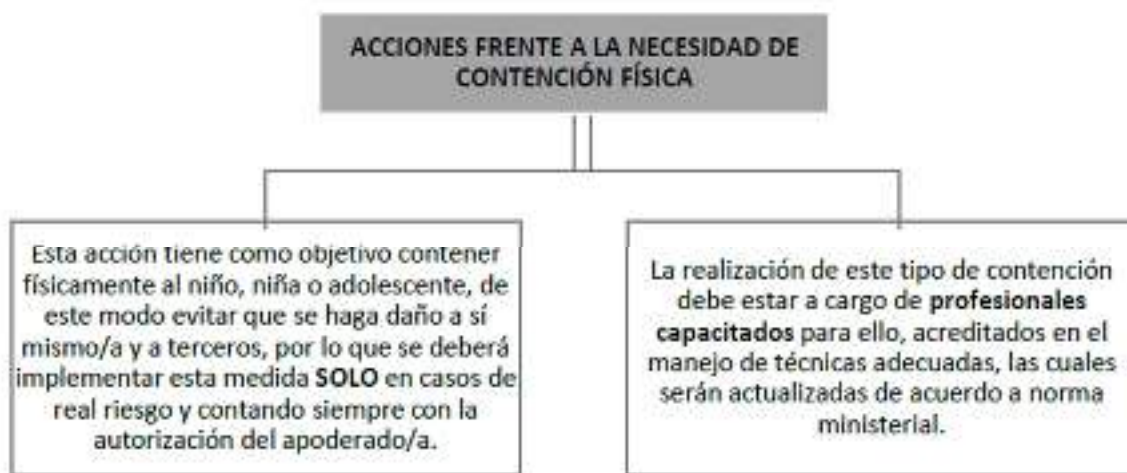 ACCIONES FRENTE A LA NECESIDAD DE
CONTENCIÓN FÍSICA
Esta acción tiene como objetivo contener
físicamente al niño, niña o adolescente, de
este modo evitar que se haga daño a sí
mismo/a y a terceros, por lo que se deberá
implementar esta medida SOLO en casos de
real riesgo y contando siempre con la
autorización del apoderado/a.
La realización de este tipo de contención
debe estar a cargo de profesionales
capacitados para ello, acreditados en el
manejo de técnicas adecuadas, las cuales
serán actualizadas de acuerdo a norma
ministerial.